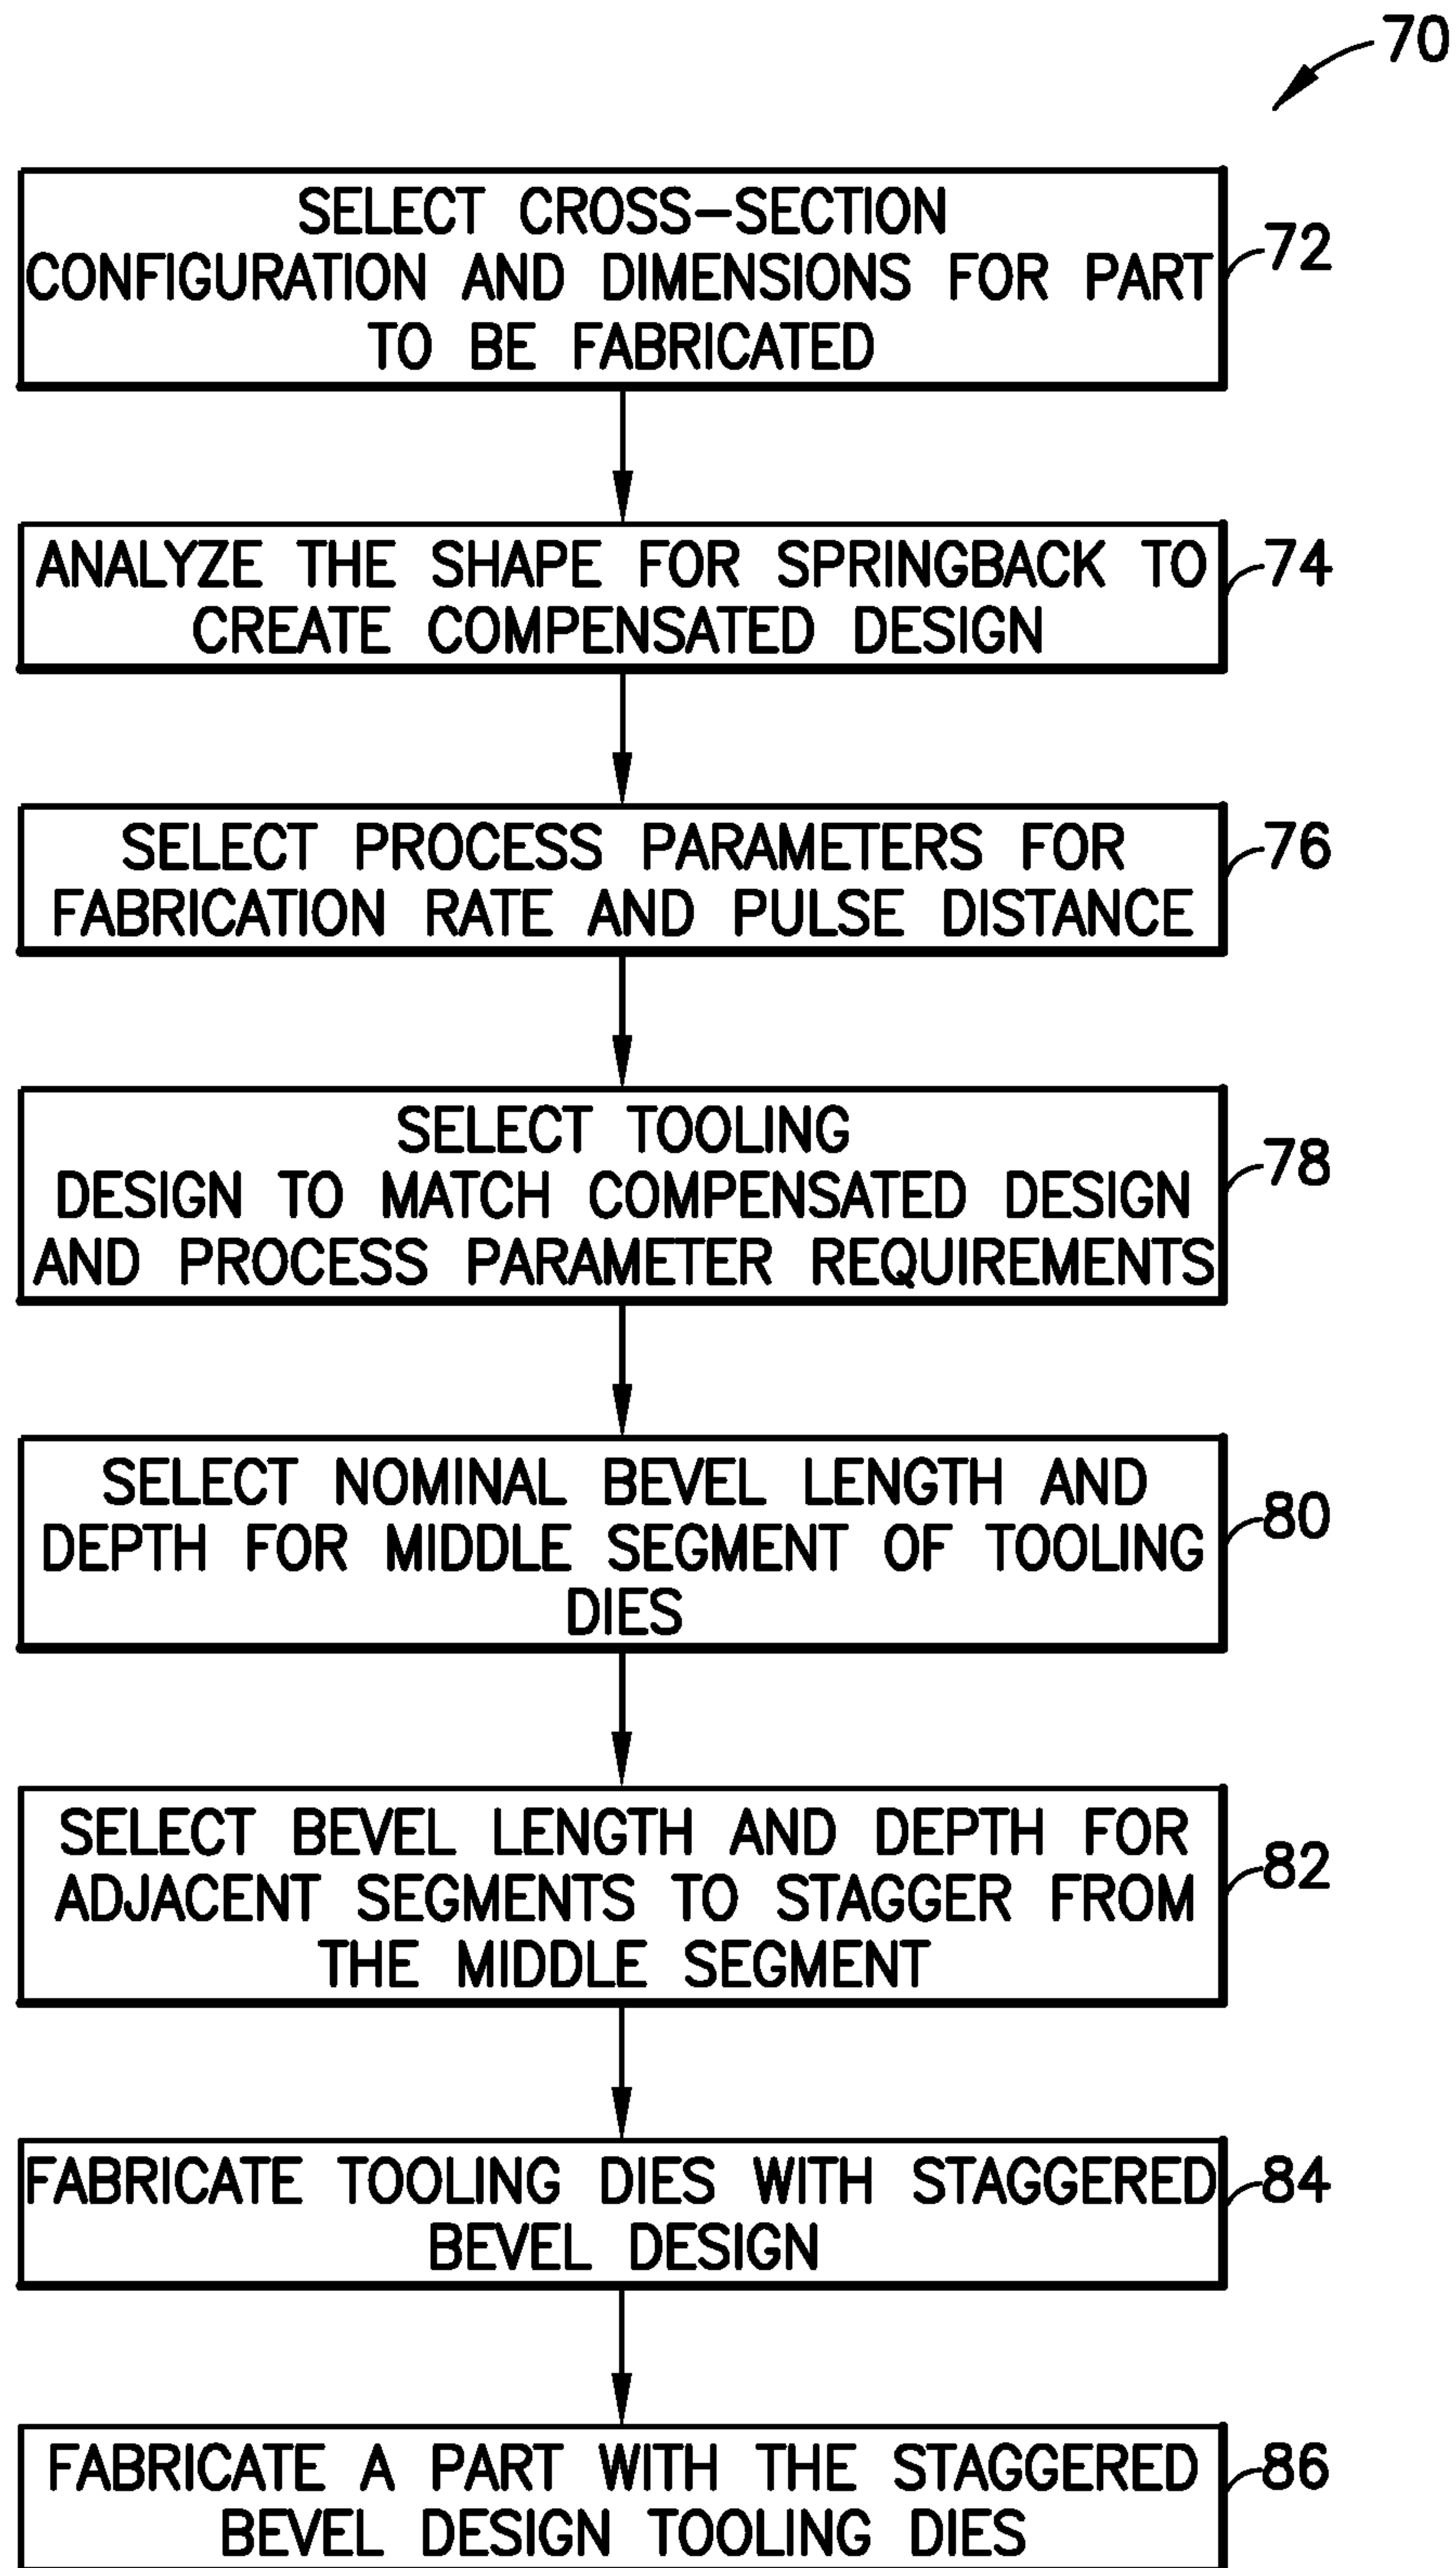 70
SELECT CROSS-SECTION
CONFIGURATION AND DIMENSIONS FOR PART
TO BE FABRICATED
72
ANALYZE THE SHAPE FOR SPRINGBACK TO
CREATE COMPENSATED DESIGN
74
SELECT PROCESS PARAMETERS FOR
FABRICATION RATE AND PULSE DISTANCE
76
SELECT TOOLING
DESIGN TO MATCH COMPENSATED DESIGN
AND PROCESS PARAMETER REQUIREMENTS
78
SELECT NOMINAL BEVEL LENGTH AND
DEPTH FOR MIDDLE SEGMENT OF TOOLING
DIES
80
SELECT BEVEL LENGTH AND DEPTH FOR
ADJACENT SEGMENTS TO STAGGER FROM
THE MIDDLE SEGMENT
82
FABRICATE TOOLING DIES WITH STAGGERED
BEVEL DESIGN
84
FABRICATE A PART WITH THE STAGGERED
BEVEL DESIGN TOOLING DIES
86